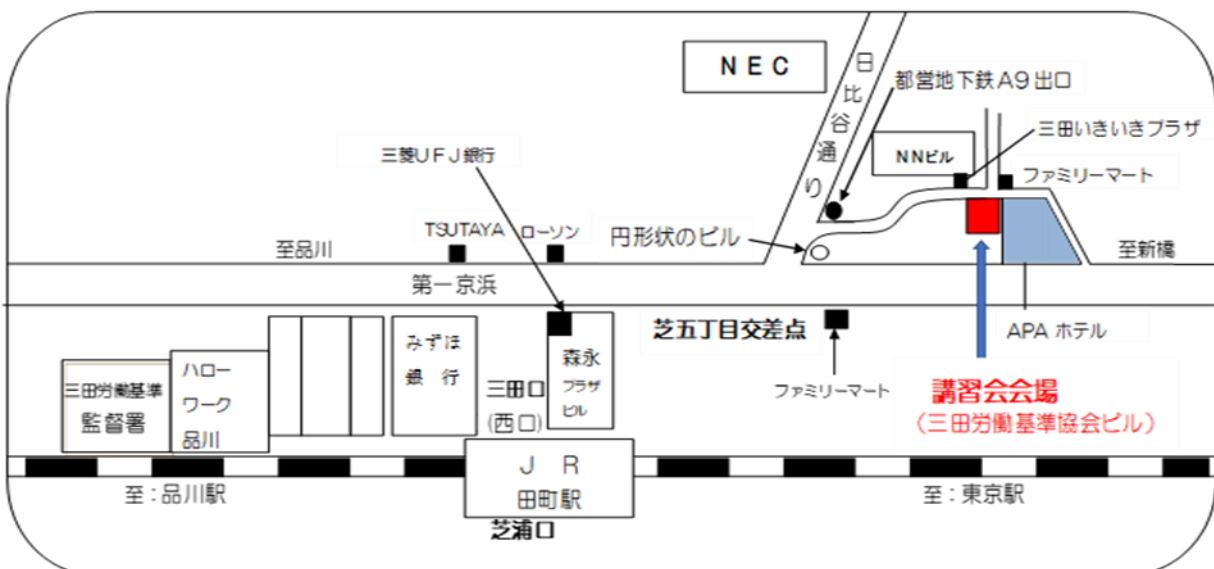 NEC
日比谷通り
都営地下鉄A9出口
三田いきいきプラザ
NNビル
ファミリーマート
三菱UFJ銀行
TSUTAYA
ローソン
円形状のビル
至品川
至新橋
第一京浜
みずほ
銀 行
森永
プラザ
ビル
三田口
(西口)
芝五丁目交差点
ファミリーマート
APA ホテル
講習会会場
(三田労働基準協会ビル)
三田労働基準
監督署
ハロー
ワーク
品川
JR
田町駅
芝浦口
至:品川駅
至:東京駅